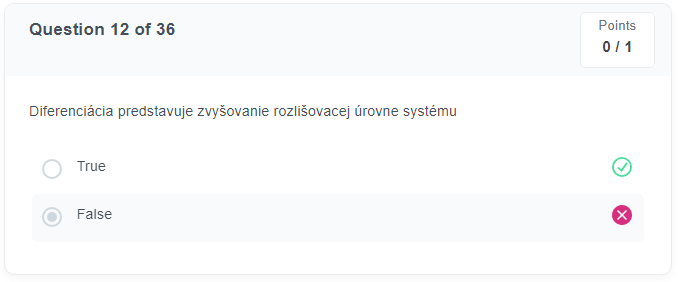 Question 12 of 36
Points
0 / 1
Diferenciácia predstavuje zvyšovanie rozlišovacej úrovne systému
True
False